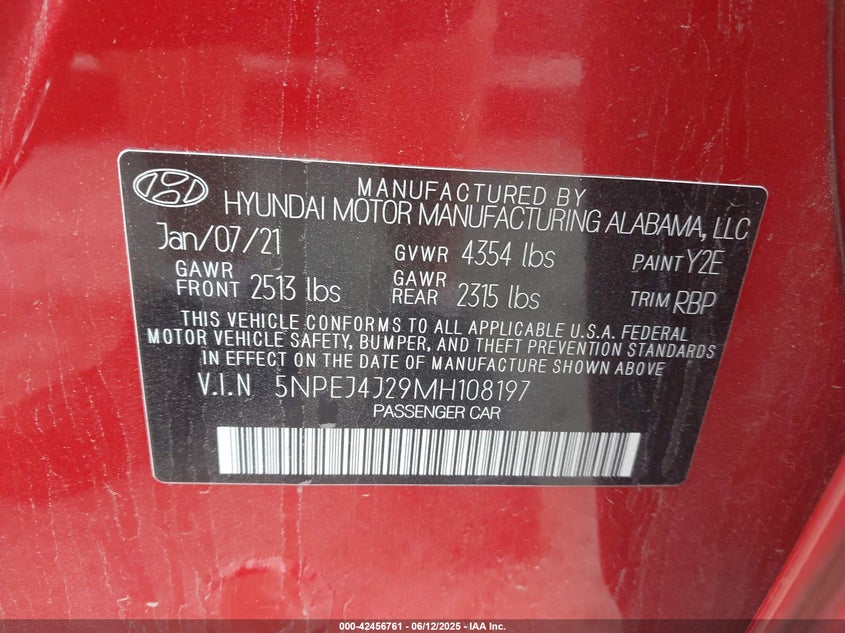 MANUFACTURED BY
HYUNDAI MOTOR MANUFACTURING ALABAMA, LLC
Jan/07/21 GVWR 4354 lbs PAINT Y2E
GAWR FRONT 2513 lbs GAWR REAR 2315 lbs TRIM RBP
THIS VEHICLE CONFORMS TO ALL APPLICABLE U.S.A. FEDERAL
MOTOR VEHICLE SAFETY, BUMPER, AND THEFT PREVENTION STANDARDS
IN EFFECT ON THE DATE OF MANUFACTURE SHOWN ABOVE
V.I.N 5NPEJ4J29MH108197
PASSENGER CAR
000-42456761 - 06/12/2025 - IAA Inc.